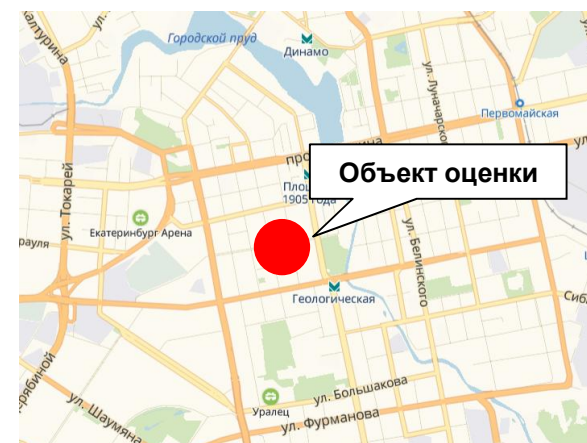 ул.
Городской пруд
Динамо
ул. Луначарского
Первомайская
ул. Токарей
Объект оценки
1905 года
Екатеринбург Арена
ул. Белинского
Геологическая
ул. Большакова
Уралец
ул. Шаумяна
ул. Фурманова